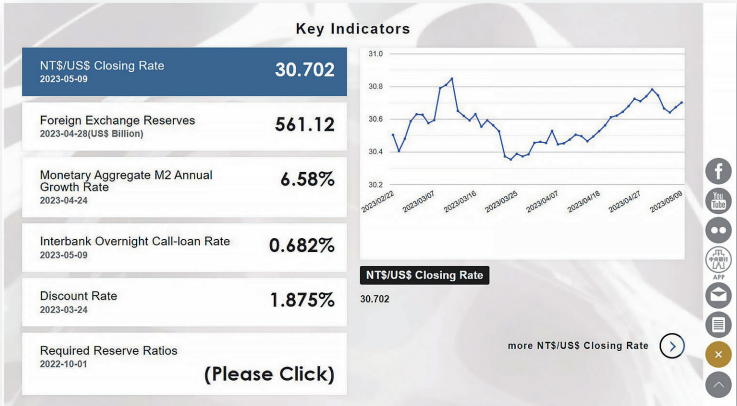 Key Indicators
NT$/US$ Closing Rate
2023-05-09
30.702
Foreign Exchange Reserves
2023-04-28(US$ Billion)
561.12
Monetary Aggregate M2 Annual
Growth Rate
2023-04-24
6.58%
Interbank Overnight Call-loan Rate
2023-05-09
0.682%
Discount Rate
2023-03-24
1.875%
Required Reserve Ratios
2022-10-01
(Please Click)
31.0
30.8
30.6
30.4
30.2
2023/02/22
2023/03/07
2023/03/16
2023/03/25
2023/04/07
2023/04/18
2023/04/27
2023/05/09
NT$/US$ Closing Rate
30.702
more NT$/US$ Closing Rate
f
You
Tube
APP